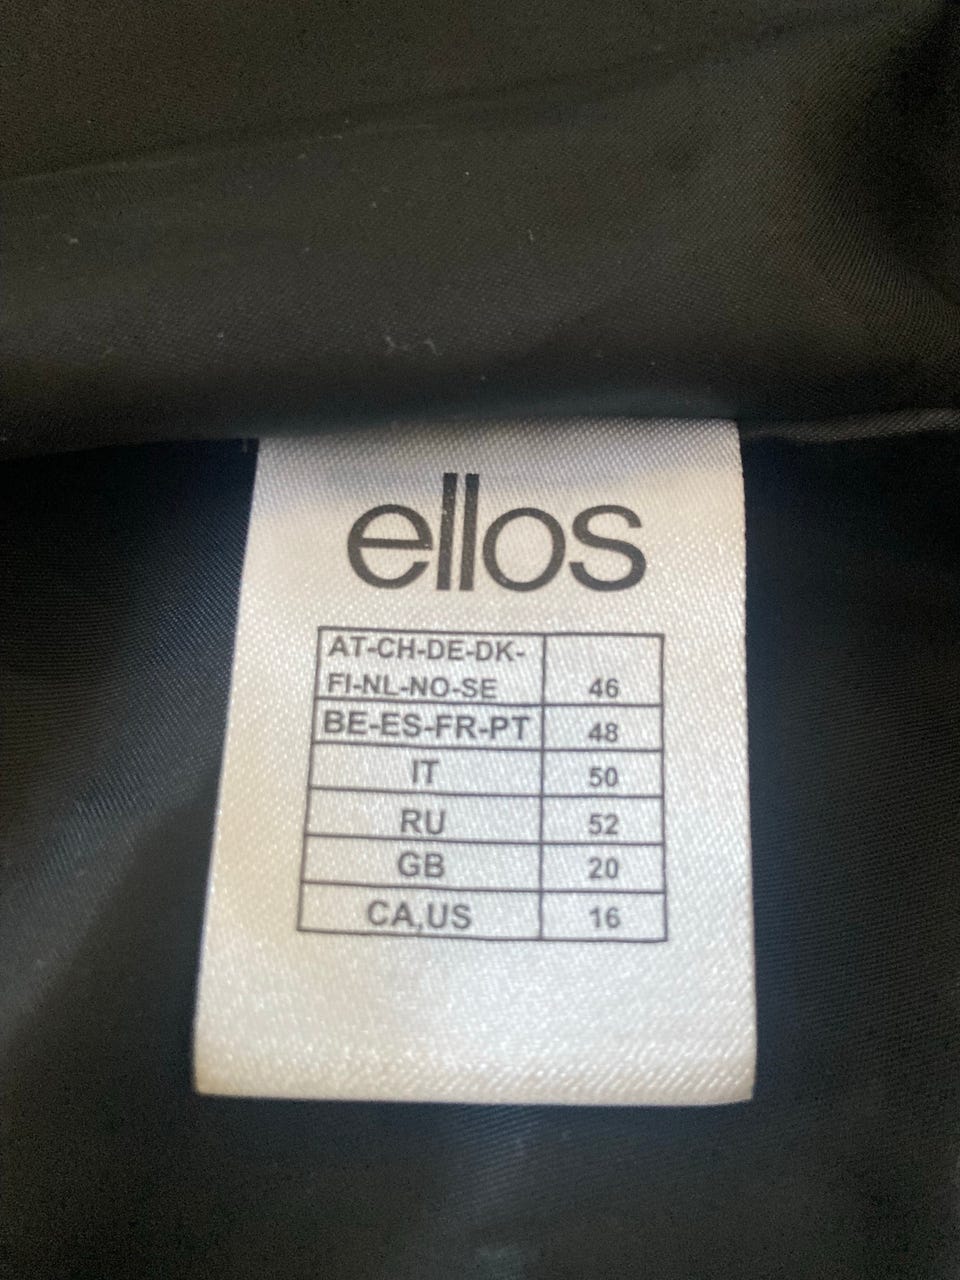 ellos
AT-CH-DE-DK-
FI-NL-NO-SE 46
BE-ES-FR-PT 48
IT 50
RU 52
GB 20
CA,US 16